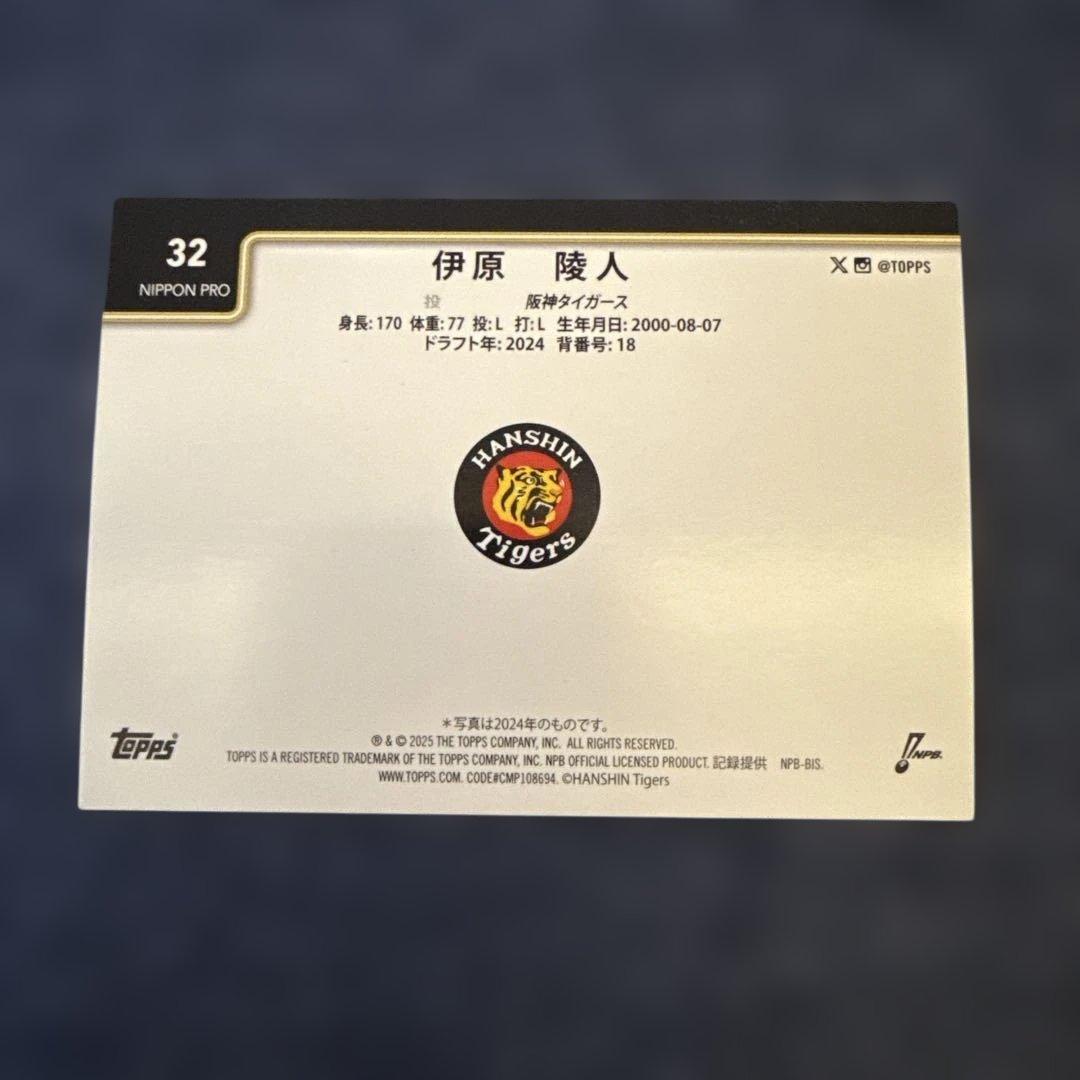 32
NIPPON PRO
伊原 陵人
@TOPPS
投 阪神タイガース
身長: 170 体重: 77 投: L 打: L 生年月日: 2000-08-07
ドラフト年: 2024 背番号: 18
HANSHIN
Tigers
＊写真は2024年のものです。
® & © 2025 THE TOPPS COMPANY, INC. ALL RIGHTS RESERVED.
TOPPS IS A REGISTERED TRADEMARK OF THE TOPPS COMPANY, INC. NPB OFFICIAL LICENSED PRODUCT. 記録提供 NPB-BIS.
WWW.TOPPS.COM. CODE#CMP108694. ©HANSHIN Tigers
TOPPS®
NPB.